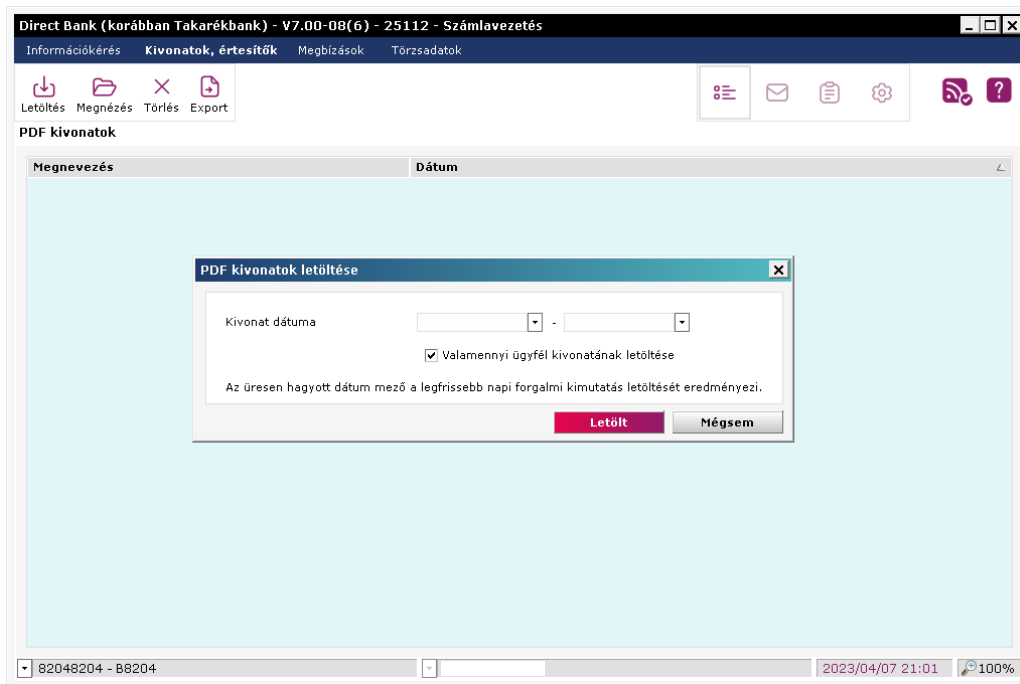 Direct Bank (korábban Takarékbank) - V7.00-08(6) - 25112 - Számlavezetés
Információkérés Kivonatok, értesítők Megbízások Törzsadatok
Letöltés Megnézés Törlés Export
?
PDF kivonatok
Megnevezés Dátum
PDF kivonatok letöltése
Kivonat dátuma -
Valamennyi ügyfél kivonatának letöltése
Az üresen hagyott dátum mező a legfrissebb napi forgalmi kimutatás letöltését eredményezi.
Letölt Mégsem
82048204 - B8204 2023/04/07 21:01 100%